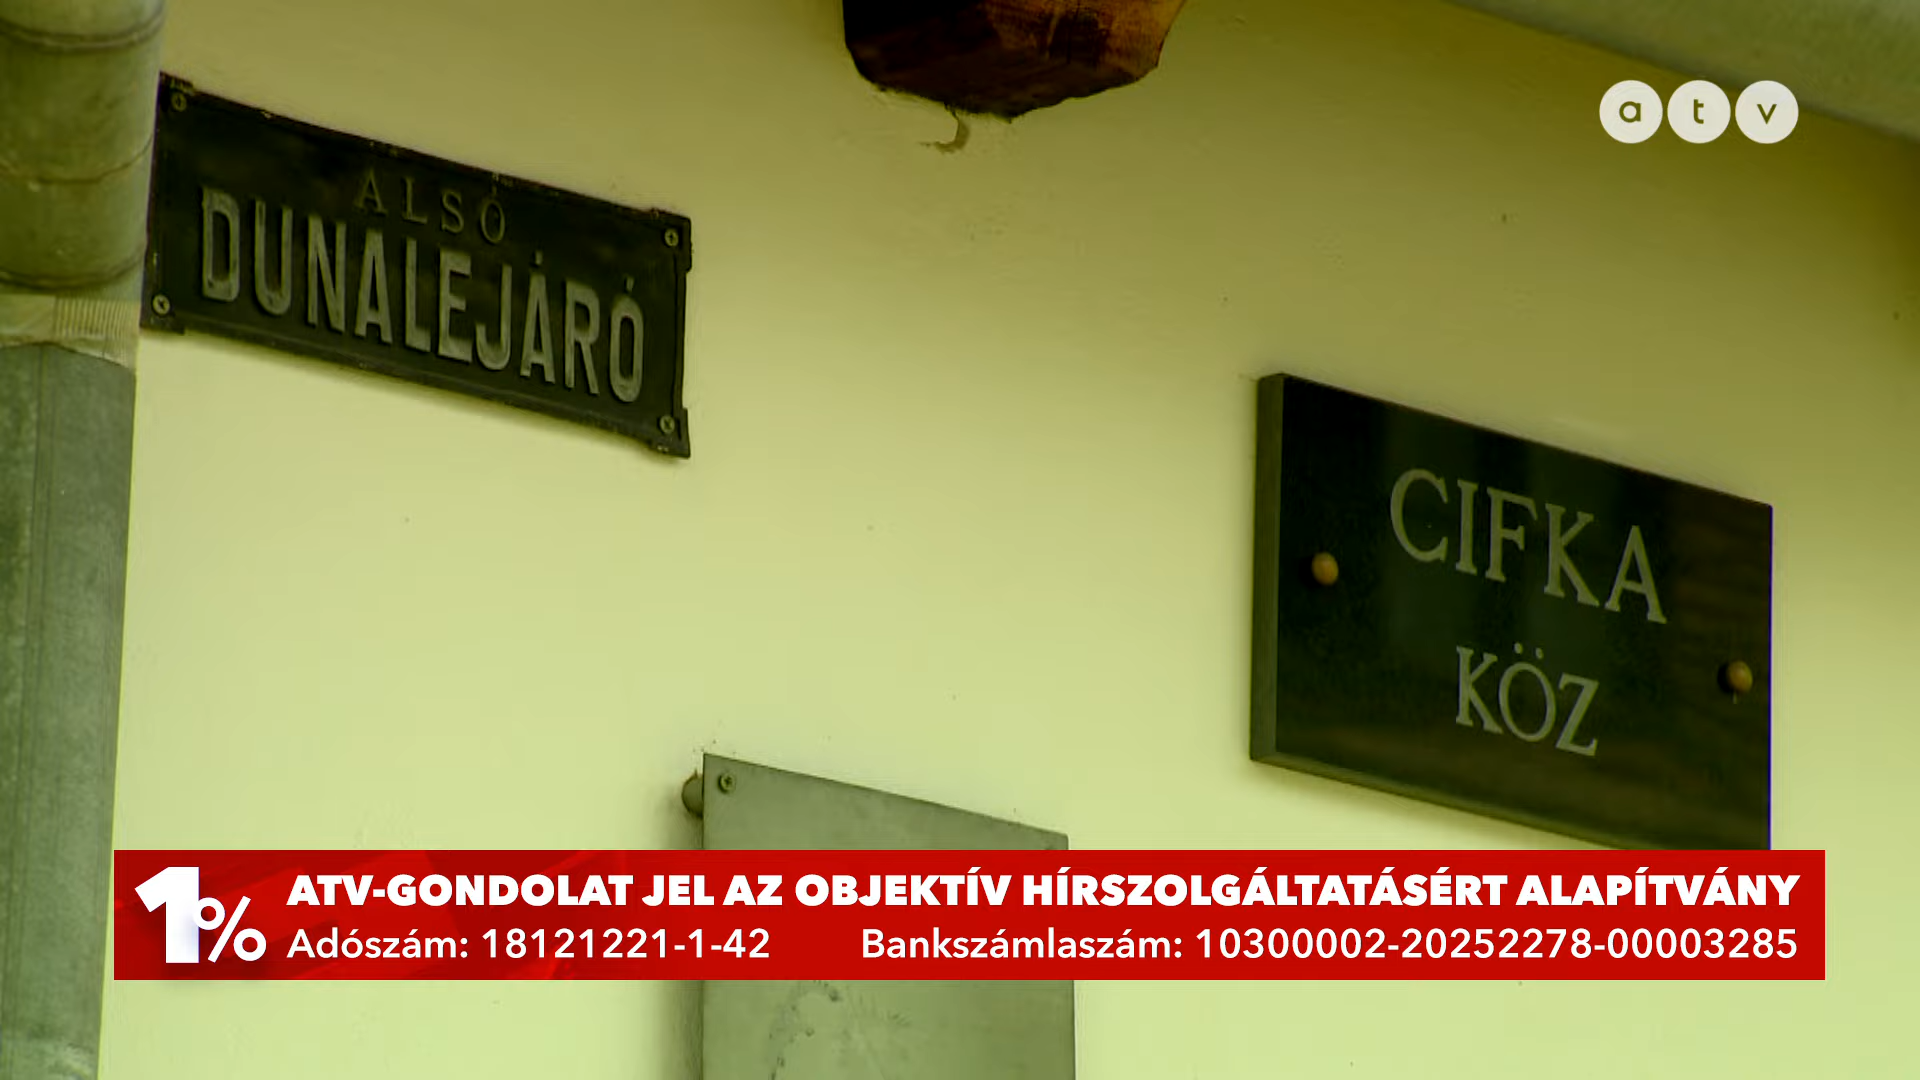 atv
ALSÓ
DUNALEJÁRÓ
CIFKA
KÖZ
1%
ATV-GONDOLAT JEL AZ OBJEKTÍV HÍRSZOLGÁLTATÁSÉRT ALAPÍTVÁNY
Adószám: 18121221-1-42 Bankszámlaszám: 10300002-20252278-00003285